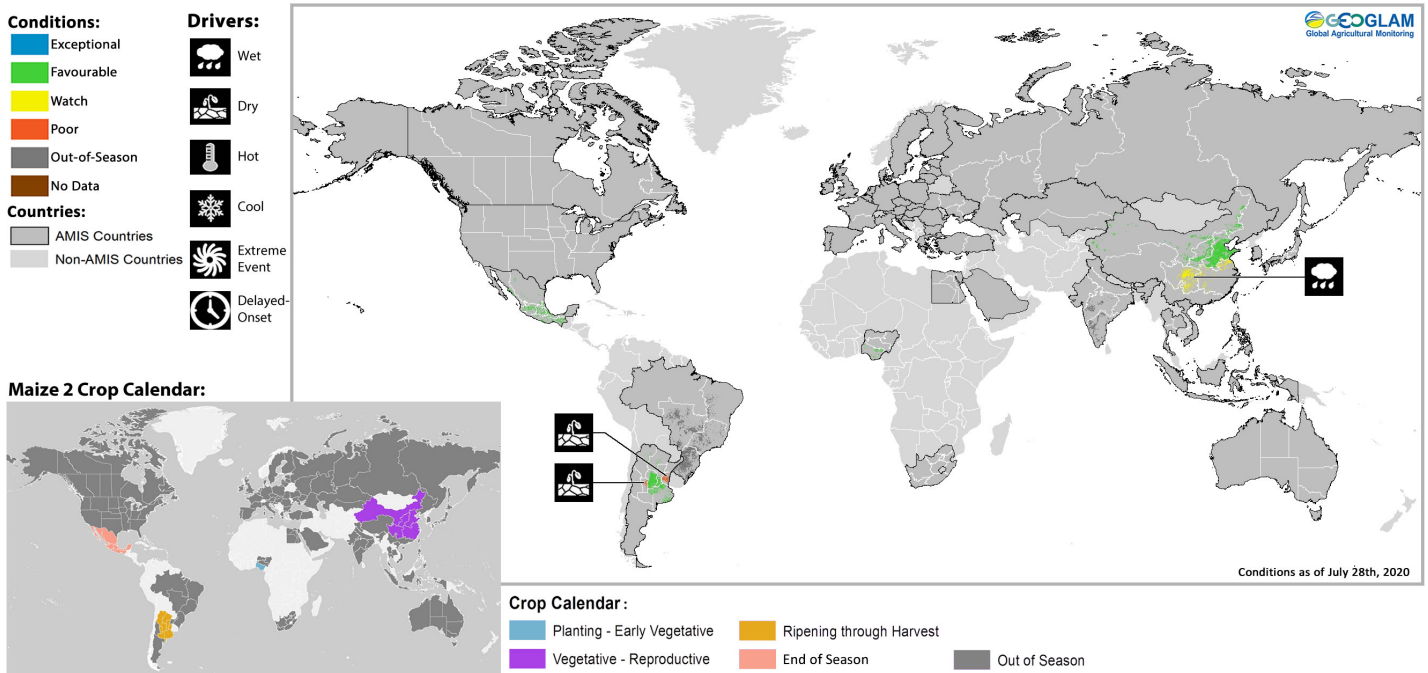 Conditions:
Exceptional
Favourable
Watch
Poor
Out-of-Season
No Data
Countries:
AMIS Countries
Non-AMIS Countries
Drivers:
Wet
Dry
Hot
Cool
Extreme
Event
Delayed-
Onset
GEOGLAM
Global Agricultural Monitoring
Conditions as of July 28th, 2020
Maize 2 Crop Calendar:
Crop Calendar :
Planting - Early Vegetative
Ripening through Harvest
Vegetative - Reproductive
End of Season
Out of Season